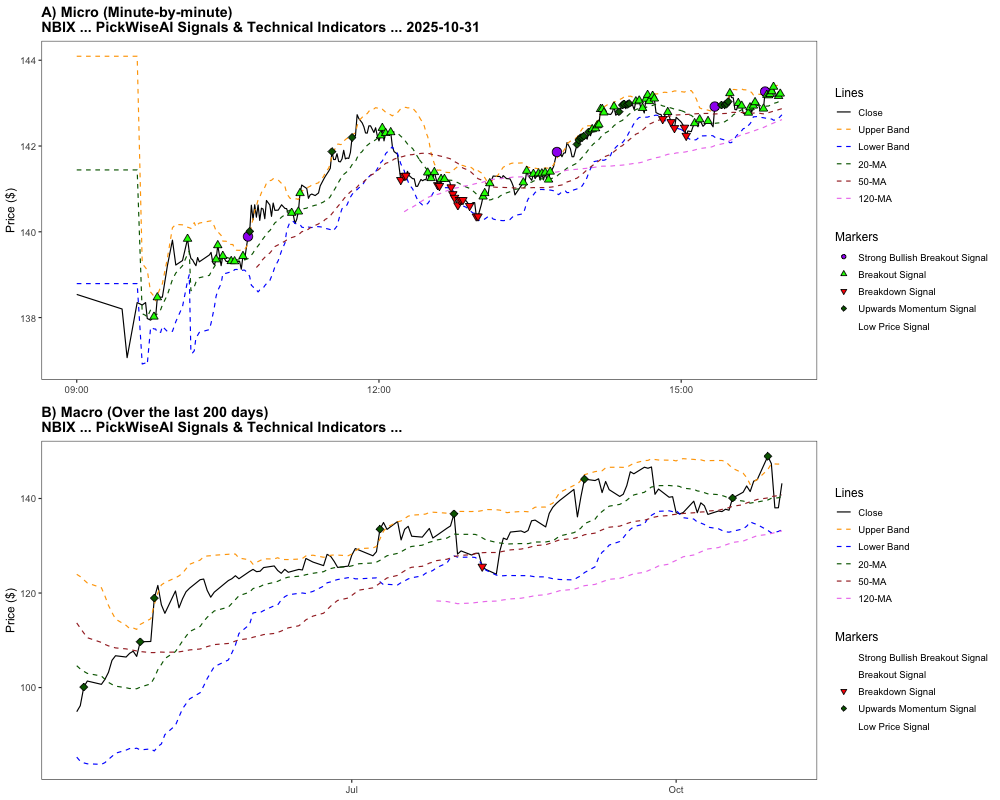 A) Micro (Minute-by-minute)
NBIX ... PickWiseAI Signals & Technical Indicators ... 2025-10-31
Price ($)
144
142
140
138
09:00
12:00
15:00
Lines
Close
Upper Band
Lower Band
20-MA
50-MA
120-MA
Markers
Strong Bullish Breakout Signal
Breakout Signal
Breakdown Signal
Upwards Momentum Signal
Low Price Signal
B) Macro (Over the last 200 days)
NBIX ... PickWiseAI Signals & Technical Indicators ...
Price ($)
140
120
100
Jul
Oct
Lines
Close
Upper Band
Lower Band
20-MA
50-MA
120-MA
Markers
Strong Bullish Breakout Signal
Breakout Signal
Breakdown Signal
Upwards Momentum Signal
Low Price Signal